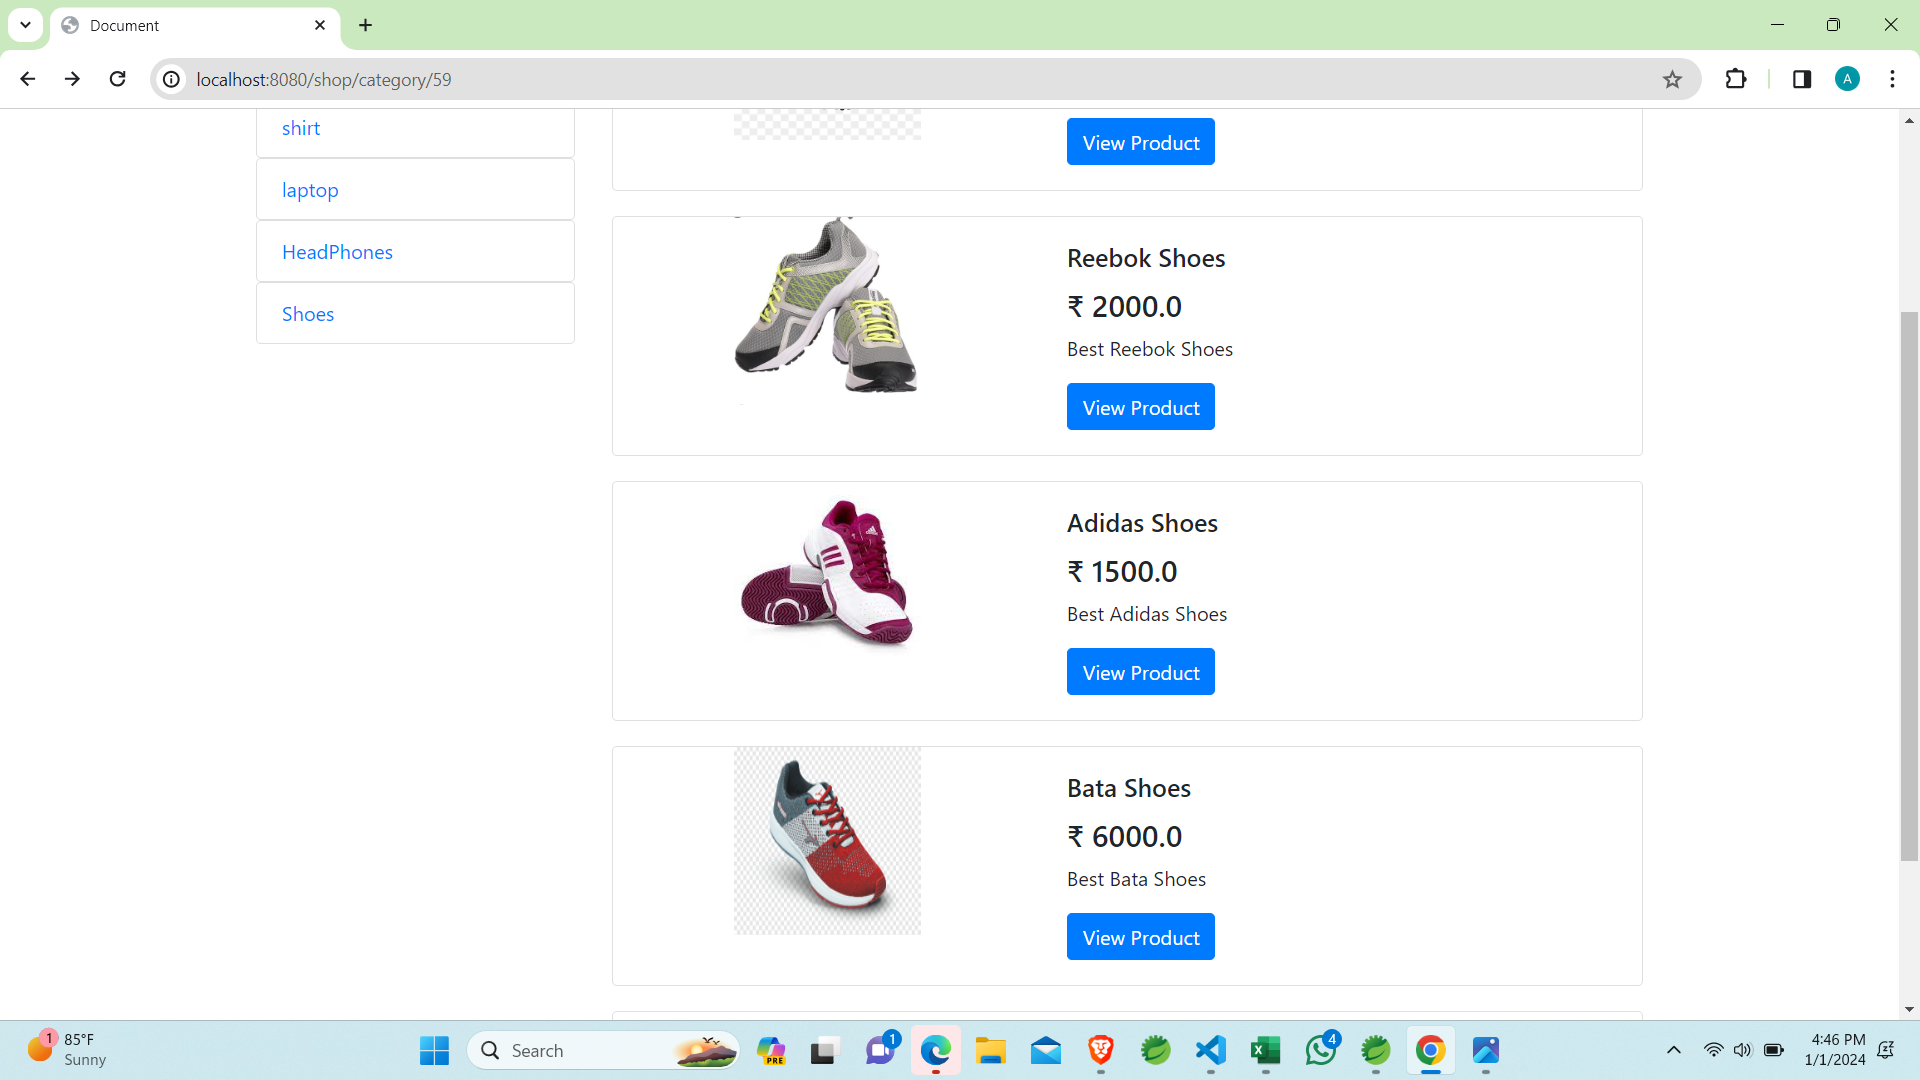 Document
localhost:8080/shop/category/59
A
shirt
laptop
HeadPhones
Shoes
View Product
Reebok Shoes
₹ 2000.0
Best Reebok Shoes
View Product
Adidas Shoes
₹ 1500.0
Best Adidas Shoes
View Product
Bata Shoes
₹ 6000.0
Best Bata Shoes
View Product
1
85°F
Sunny
Search
PRE
1
4
4:46 PM
1/1/2024